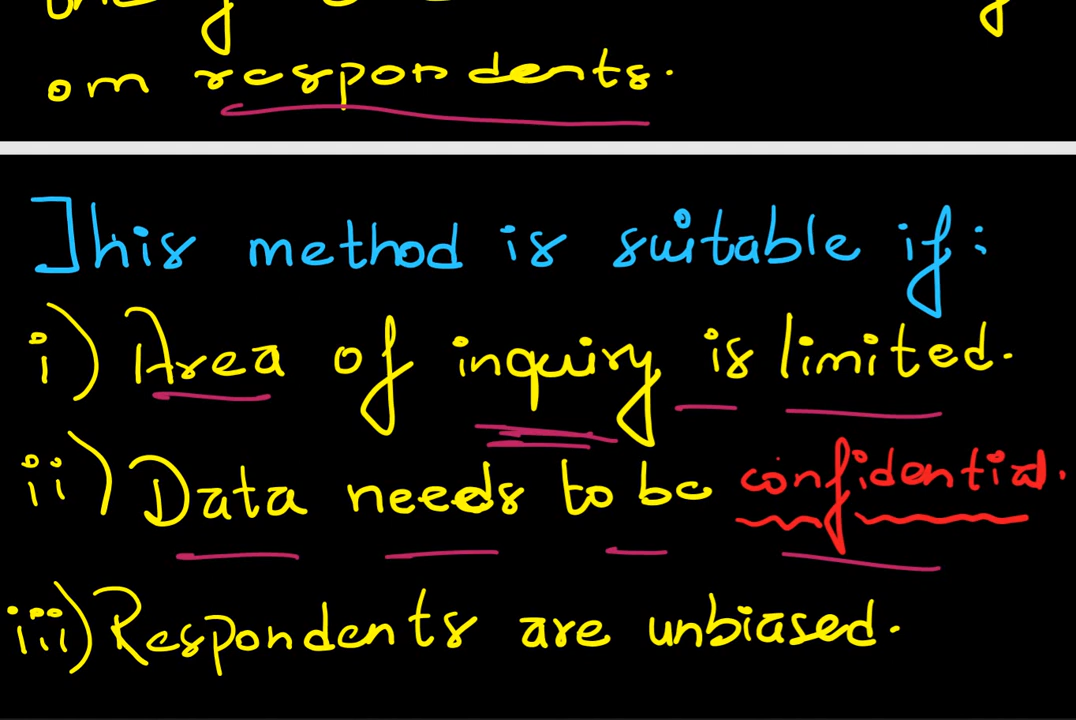 om respondents.
This method is suitable if:
i) Area of inquiry is limited.
ii) Data needs to be confidential.
iii) Respondents are unbiased.